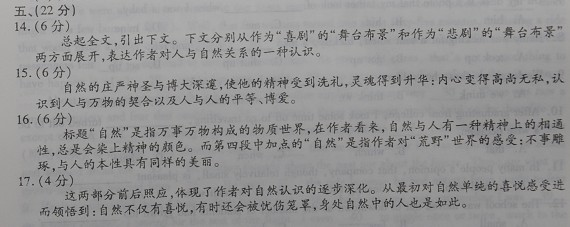 五、(22 分)
14.(6 分)
总起全文,引出下文。下文分别从作为“喜剧”的“舞台布景”和作为“悲剧”的“舞台布景”
两方面展开,表达作者对人与自然关系的一种认识。
15.(6 分)
自然的庄严神圣与博大深邃,使他的精神受到洗礼,灵魂得到升华;内心变得高尚无私,认
识到人与万物的契合以及人与人的平等、博爱。
16.(6 分)
标题“自然”是指万事万物构成的物质世界,在作者看来,自然与人有一种精神上的相通
性,总是会染上精神的颜色。而第四段中加点的“自然”是指作者对“荒野”世界的感受:不事雕
琢,与人的本性具有同样的美丽。
17.(4 分)
这两部分前后照应,体现了作者对自然认识的逐步深化。从最初对自然单纯的喜悦感受进
而领悟到:自然不仅有喜悦,有时还会被忧伤笼罩,身处自然中的人也是如此。